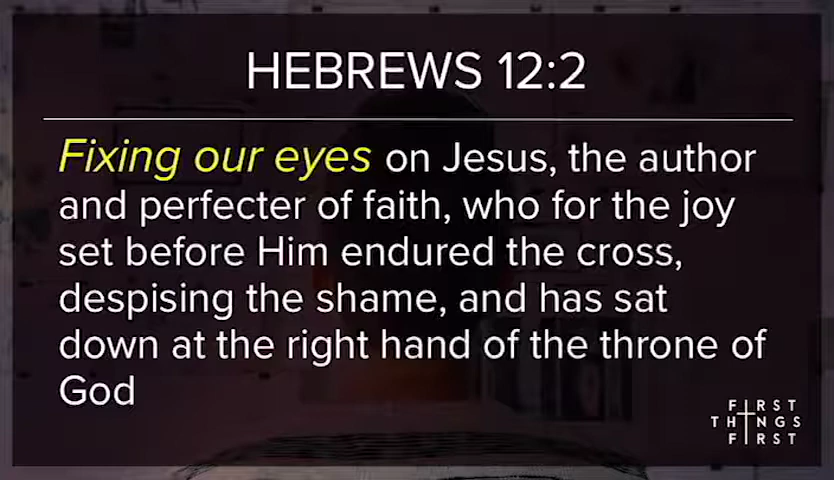 HEBREWS 12:2
Fixing our eyes on Jesus, the author
and perfecter of faith, who for the joy
set before Him endured the cross,
despising the shame, and has sat
down at the right hand of the throne of
God
FIRST
THINGS
FIRST